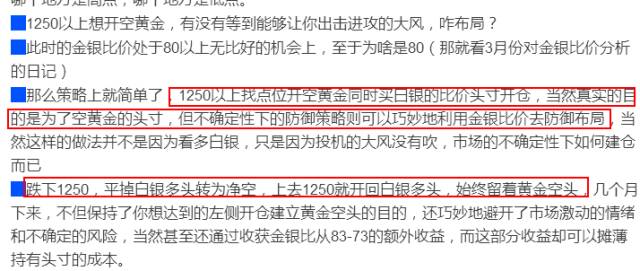 ■1250以上想开空黄金，有没有等到能够让你出击进攻的大风，咋布局？
■此时的金银比价处于80以上无比好的机会上，至于为啥是80（那就看3月份对金银比价分析
的日记）
■那么策略上就简单了，1250以上找点位开空黄金同时买白银的比价头寸开仓，当然真实的目
的是为了空黄金的头寸，但不确定性下的防御策略则可以巧妙地利用金银比价去防御布局，当
然这样的做法并不是因为看多白银，只是因为投机的大风没有吹，市场的不确定性下如何建仓
而已
■跌下1250，平掉白银多头转为净空，上去1250就开回白银多头，始终留着黄金空头，几个月
下来，不但保持了你想达到的左侧开仓建立黄金空头的目的，还巧妙地避开了市场激动的情绪
和不确定的风险，当然甚至还通过收获金银比从83-73的额外收益，而这部分收益却可以摊薄
持有头寸的成本。